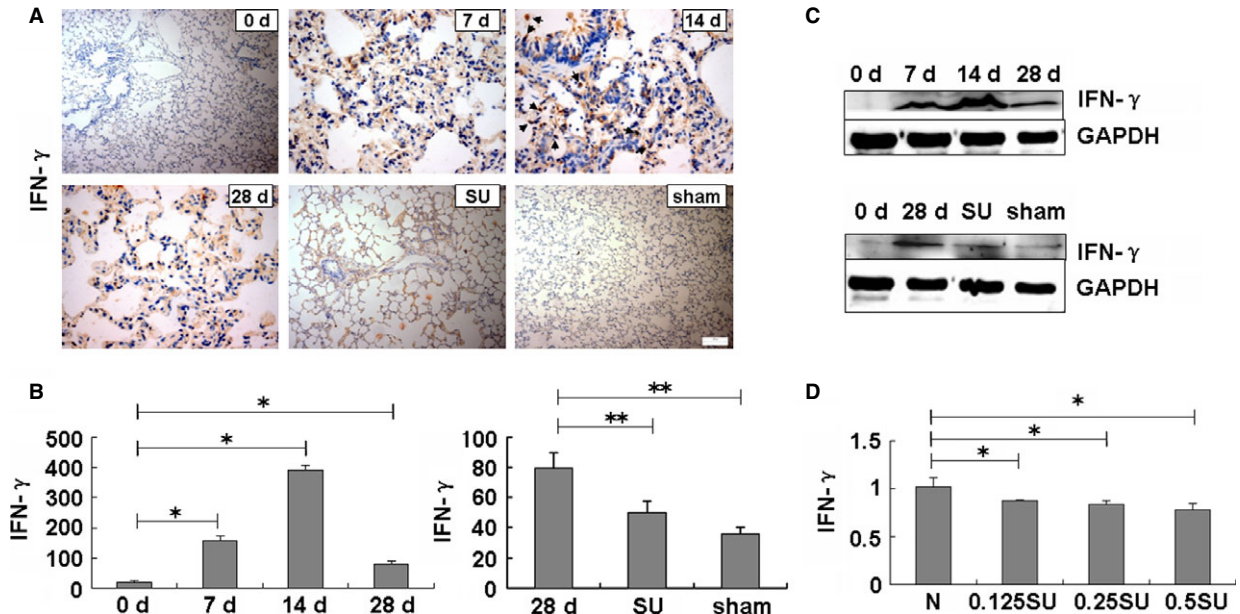 A
0 d
7 d
14 d
IFN- γ
28 d
SU
sham
C
0 d 7 d 14 d 28 d
IFN- γ
GAPDH
0 d 28 d SU sham
IFN- γ
GAPDH
B
*
*
*
IFN- γ
500
400
300
200
100
0
0 d 7 d 14 d 28 d
**
**
IFN- γ
100
80
60
40
20
0
28 d SU sham
D
*
*
*
IFN- γ
1.5
1
0.5
0
N 0.125SU 0.25SU 0.5SU